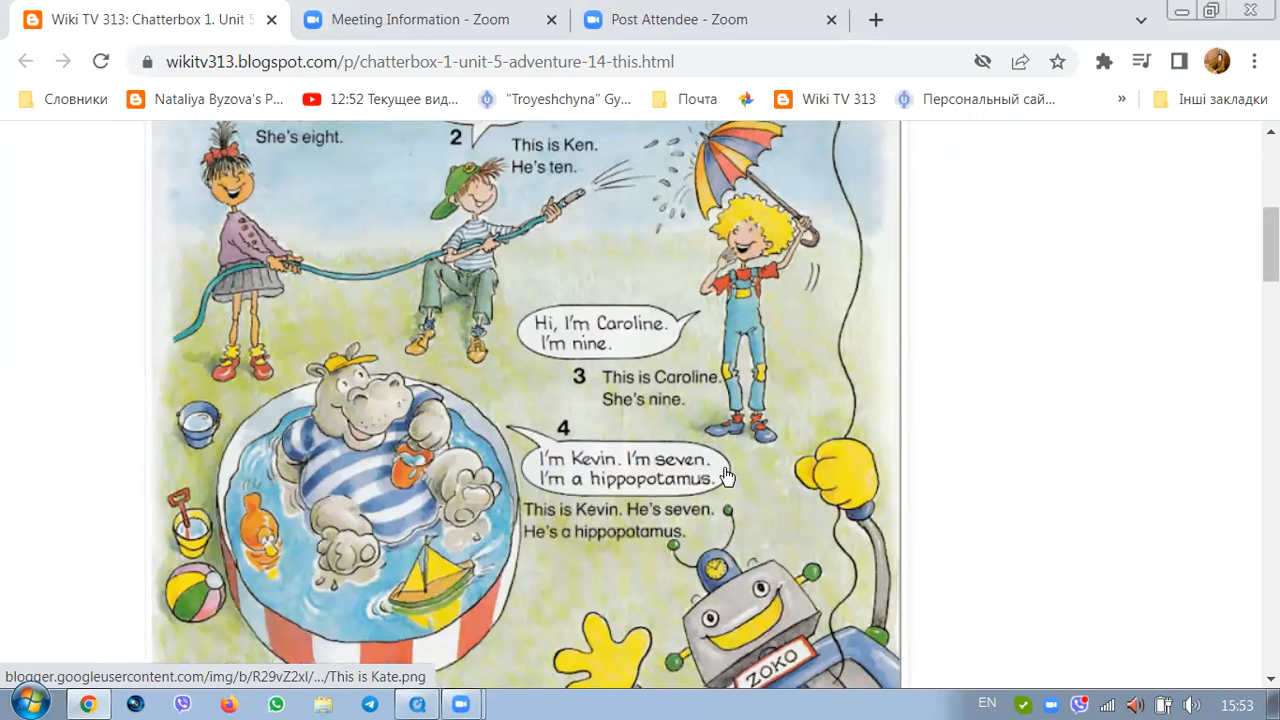 Wiki TV 313: Chatterbox 1. Unit 5
Meeting Information - Zoom
Post Attendee - Zoom
wikitv313.blogspot.com/p/chatterbox-1-unit-5-adventure-14-this.html
Словники
Nataliya Byzova's P...
12:52 Текущее вид...
"Troyeshchyna" Gy...
Почта
Wiki TV 313
Персональный сай...
»
Інші закладки
She's eight.
2
This is Ken.
He's ten.
Hi, I'm Caroline.
I'm nine.
3 This is Caroline.
She's nine.
4
I'm Kevin. I'm seven.
I'm a hippopotamus.
This is Kevin. He's seven.
He's a hippopotamus.
ZOKO
blogger.googleusercontent.com/img/b/R29vZ2xl/.../This is Kate.png
EN
15:53